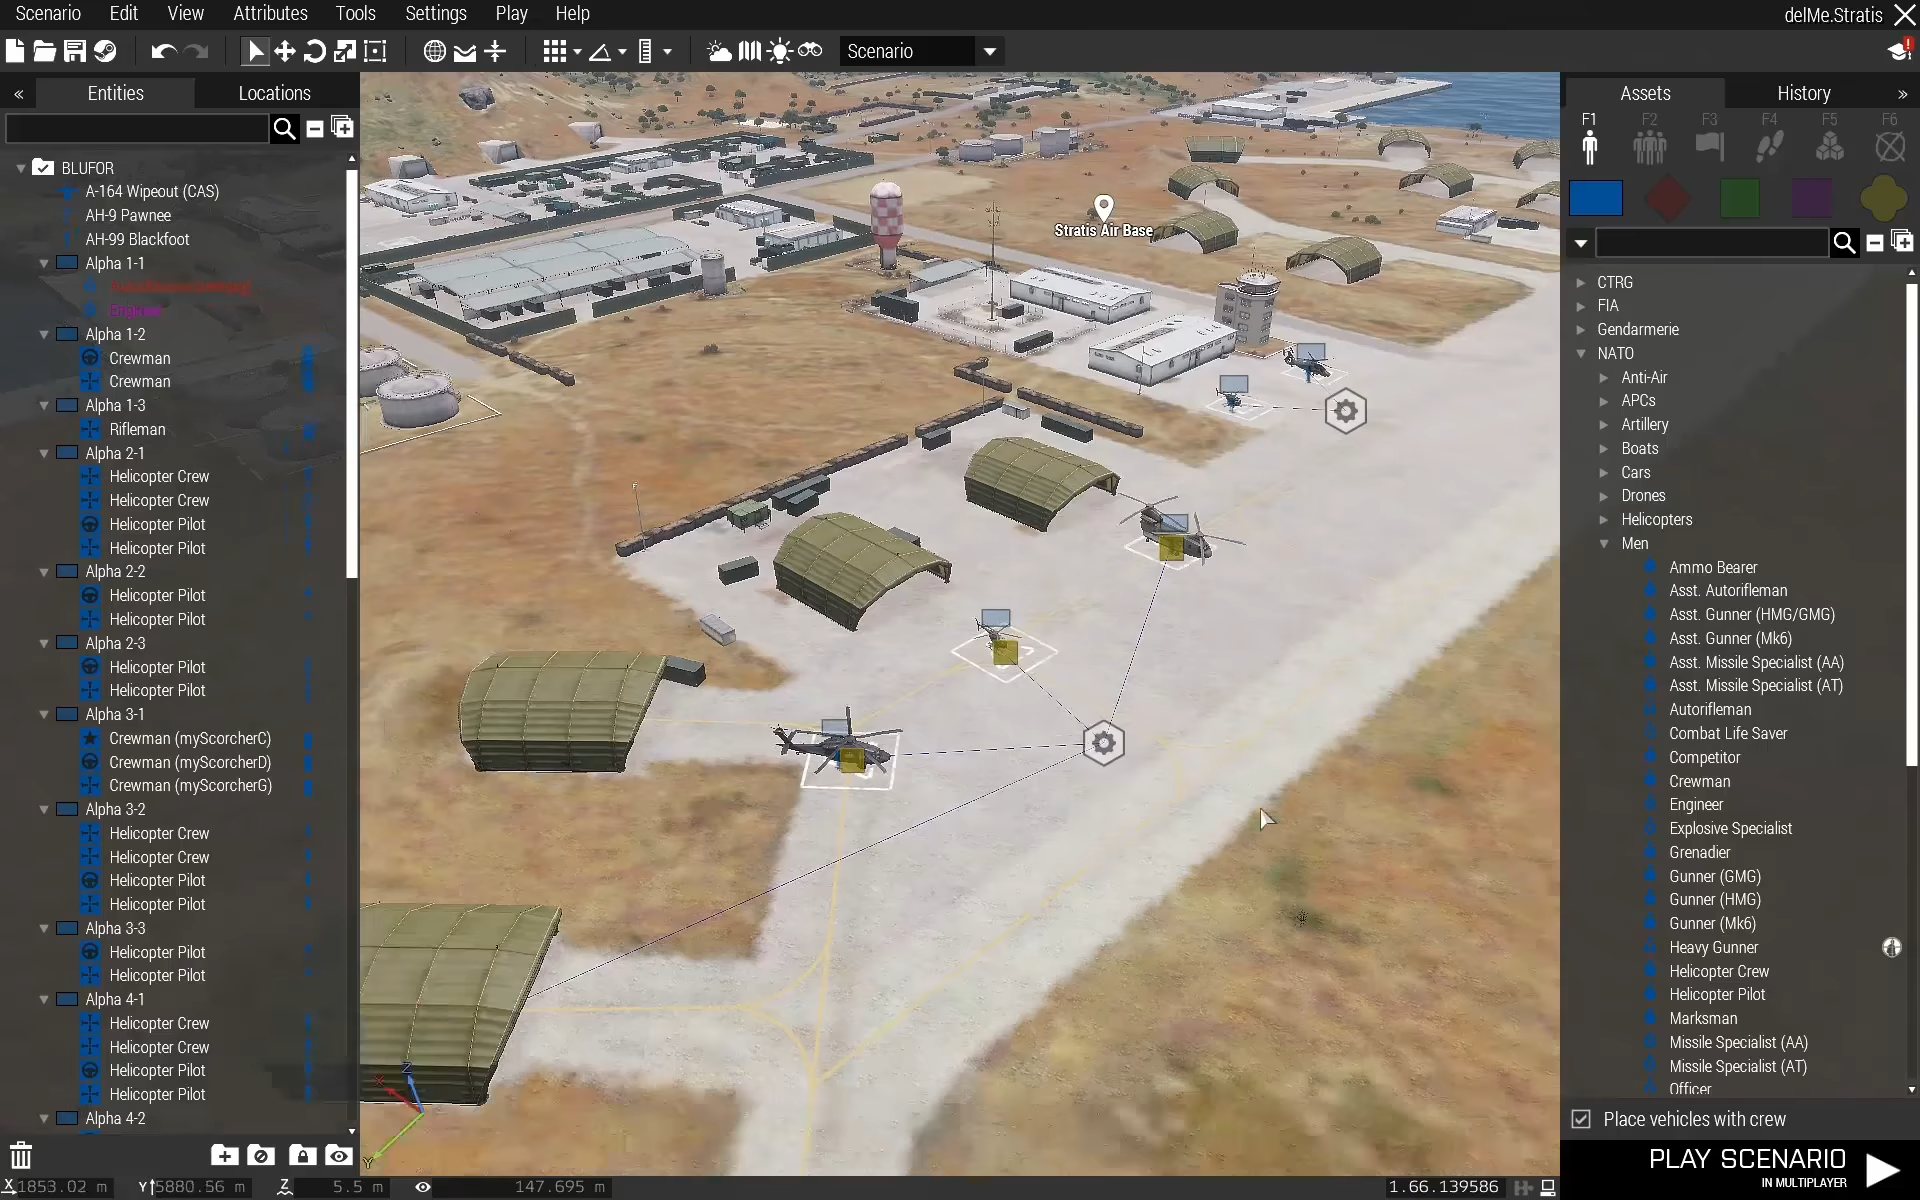 Scenario Edit View Attributes Tools Settings Play Help delMe.Stratis
Scenario
« Entities Locations
Assets History »
F1 F2 F3 F4 F5 F6
BLUFOR
A-164 Wipeout (CAS)
AH-9 Pawnee
AH-99 Blackfoot
Alpha 1-1
Engineer
Alpha 1-2
Crewman
Crewman
Alpha 1-3
Rifleman
Alpha 2-1
Helicopter Crew
Helicopter Crew
Helicopter Pilot
Helicopter Pilot
Alpha 2-2
Helicopter Pilot
Helicopter Pilot
Alpha 2-3
Helicopter Pilot
Helicopter Pilot
Alpha 3-1
Crewman (myScorcherC)
Crewman (myScorcherD)
Crewman (myScorcherG)
Alpha 3-2
Helicopter Crew
Helicopter Crew
Helicopter Pilot
Helicopter Pilot
Alpha 3-3
Helicopter Pilot
Helicopter Pilot
Alpha 4-1
Helicopter Crew
Helicopter Crew
Helicopter Pilot
Helicopter Pilot
Alpha 4-2
Stratis Air Base
CTRG
FIA
Gendarmerie
NATO
Anti-Air
APCs
Artillery
Boats
Cars
Drones
Helicopters
Men
Ammo Bearer
Asst. Autorifleman
Asst. Gunner (HMG/GMG)
Asst. Gunner (Mk6)
Asst. Missile Specialist (AA)
Asst. Missile Specialist (AT)
Autorifleman
Combat Life Saver
Competitor
Crewman
Engineer
Explosive Specialist
Grenadier
Gunner (GMG)
Gunner (HMG)
Gunner (Mk6)
Heavy Gunner
Helicopter Crew
Helicopter Pilot
Marksman
Missile Specialist (AA)
Missile Specialist (AT)
Officer
Place vehicles with crew
PLAY SCENARIO
IN MULTIPLAYER
X 1853.02 m Y 5880.56 m Z 5.5 m 147.695 m 1.66.139586
X
Z
Y